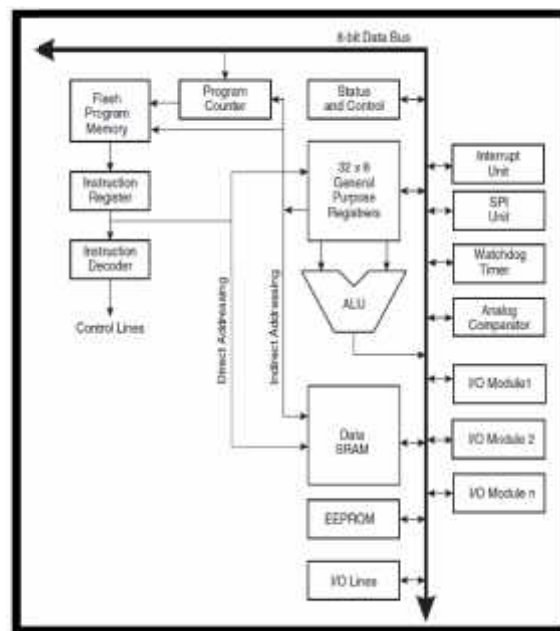 8-bit Data Bus
Flash
Program
Memory
Program
Counter
Status
and Control
Instruction
Register
32 x 8
General
Purpose
Registrers
Interrupt
Unit
SPI
Unit
Instruction
Decoder
Watchdog
Timer
Control Lines
Direct Addressing
Indirect Addressing
ALU
Analog
Comparator
I/O Module1
Data
SRAM
I/O Module 2
I/O Module n
EEPROM
I/O Lines